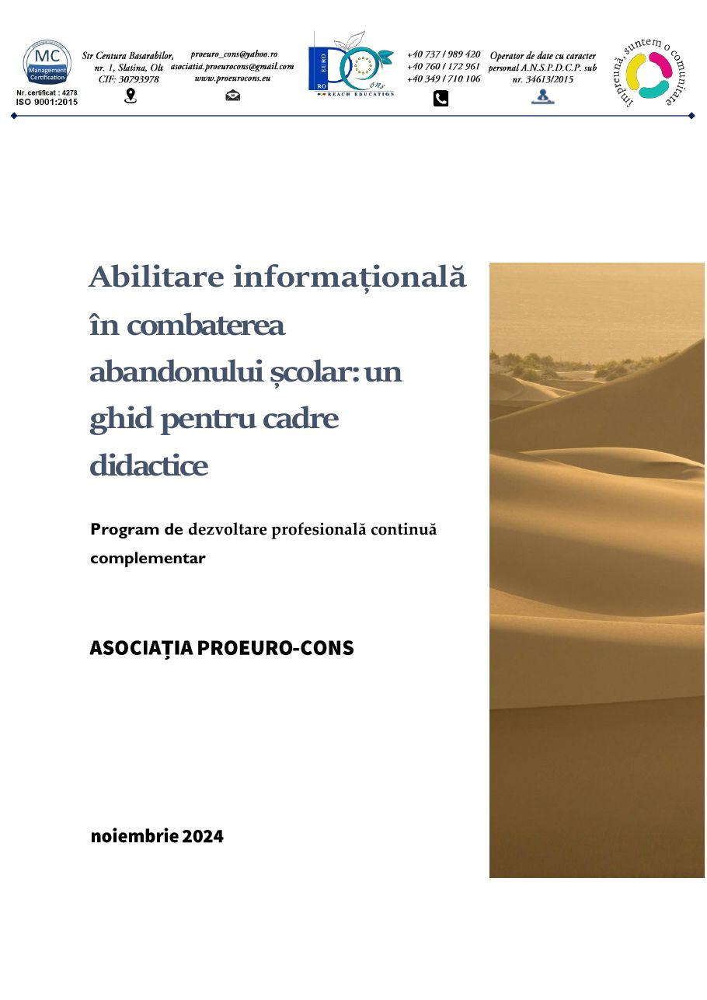 MC
Management
Certification
Nr. certificat : 4278
ISO 9001:2015
Str Centura Basarabilor,
nr. 1, Slatina, Olt
CIF: 30793978
proeuro_cons@yahoo.ro
asociatia.proeurocons@gmail.com
www.proeurocons.eu
EURO
RO
cons
REACH EDUCATION
+40 737 / 989 420
+40 760 / 172 961
+40 349 / 710 106
Operator de date cu caracter
personal A.N.S.P.D.C.P. sub
nr. 34613/2015
împreună, suntem o comunitate
Abilitare informațională
în combaterea
abandonului școlar: un
ghid pentru cadre
didactice
Program de dezvoltare profesională continuă
complementar
ASOCIAȚIA PROEURO-CONS
noiembrie 2024